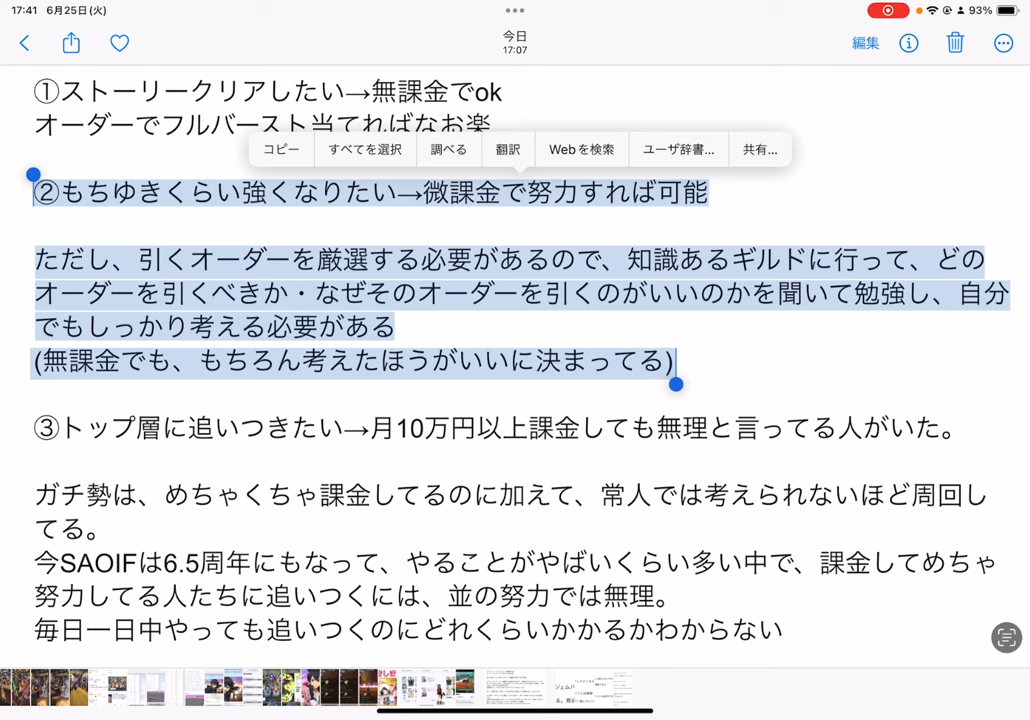 17:41 6月25日(火)
93%
今日
17:07
編集
①ストーリークリアしたい→無課金でok
オーダーでフルバースト当てればなお楽
コピー すべてを選択 調べる 翻訳 Webを検索 ユーザ辞書... 共有...
②もちゆきくらい強くなりたい→微課金で努力すれば可能
ただし、引くオーダーを厳選する必要があるので、知識あるギルドに行って、どの
オーダーを引くべきか・なぜそのオーダーを引くのがいいのかを聞いて勉強し、自分
でもしっかり考える必要がある
(無課金でも、もちろん考えたほうがいいに決まってる)
③トップ層に追いつきたい→月10万円以上課金しても無理と言ってる人がいた。
ガチ勢は、めちゃくちゃ課金してるのに加えて、常人では考えられないほど周回し
てる。
今SAOIFは6.5周年にもなって、やることがやばいくらい多い中で、課金してめちゃ
努力してる人たちに追いつくには、並の努力では無理。
毎日一日中やっても追いつくのにどれくらいかかるかわからない